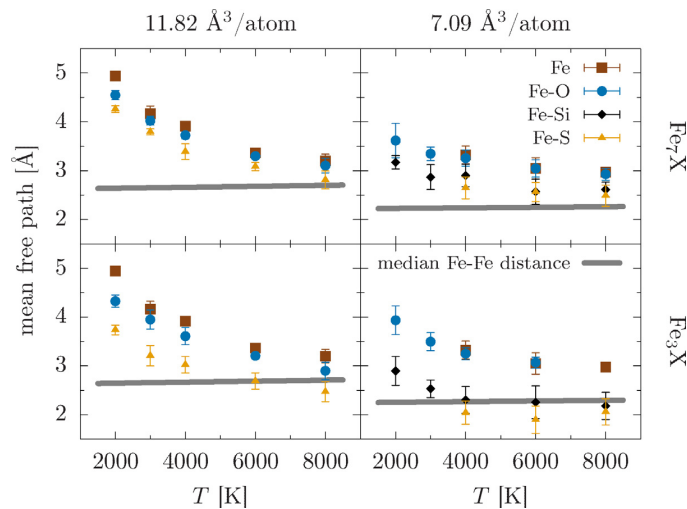 11.82 Å³/atom
7.09 Å³/atom
5
4
3
2
Fe
Fe-O
Fe-Si
Fe-S
Fe₇X
mean free path [Å]
5
4
3
2
median Fe-Fe distance
Fe₃X
2000 4000 6000 8000
2000 4000 6000 8000
T [K]
T [K]